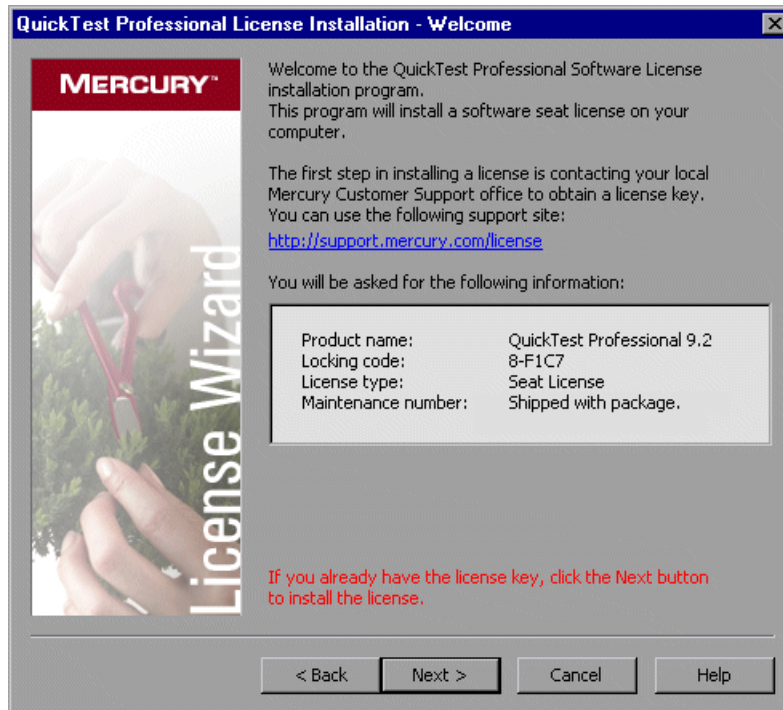 QuickTest Professional License Installation - Welcome
MERCURY™
License Wizard
Welcome to the QuickTest Professional Software License
installation program.
This program will install a software seat license on your
computer.
The first step in installing a license is contacting your local
Mercury Customer Support office to obtain a license key.
You can use the following support site:
http://support.mercury.com/license
You will be asked for the following information:
Product name: QuickTest Professional 9.2
Locking code: 8-F1C7
License type: Seat License
Maintenance number: Shipped with package.
If you already have the license key, click the Next button
to install the license.
< Back Next > Cancel Help